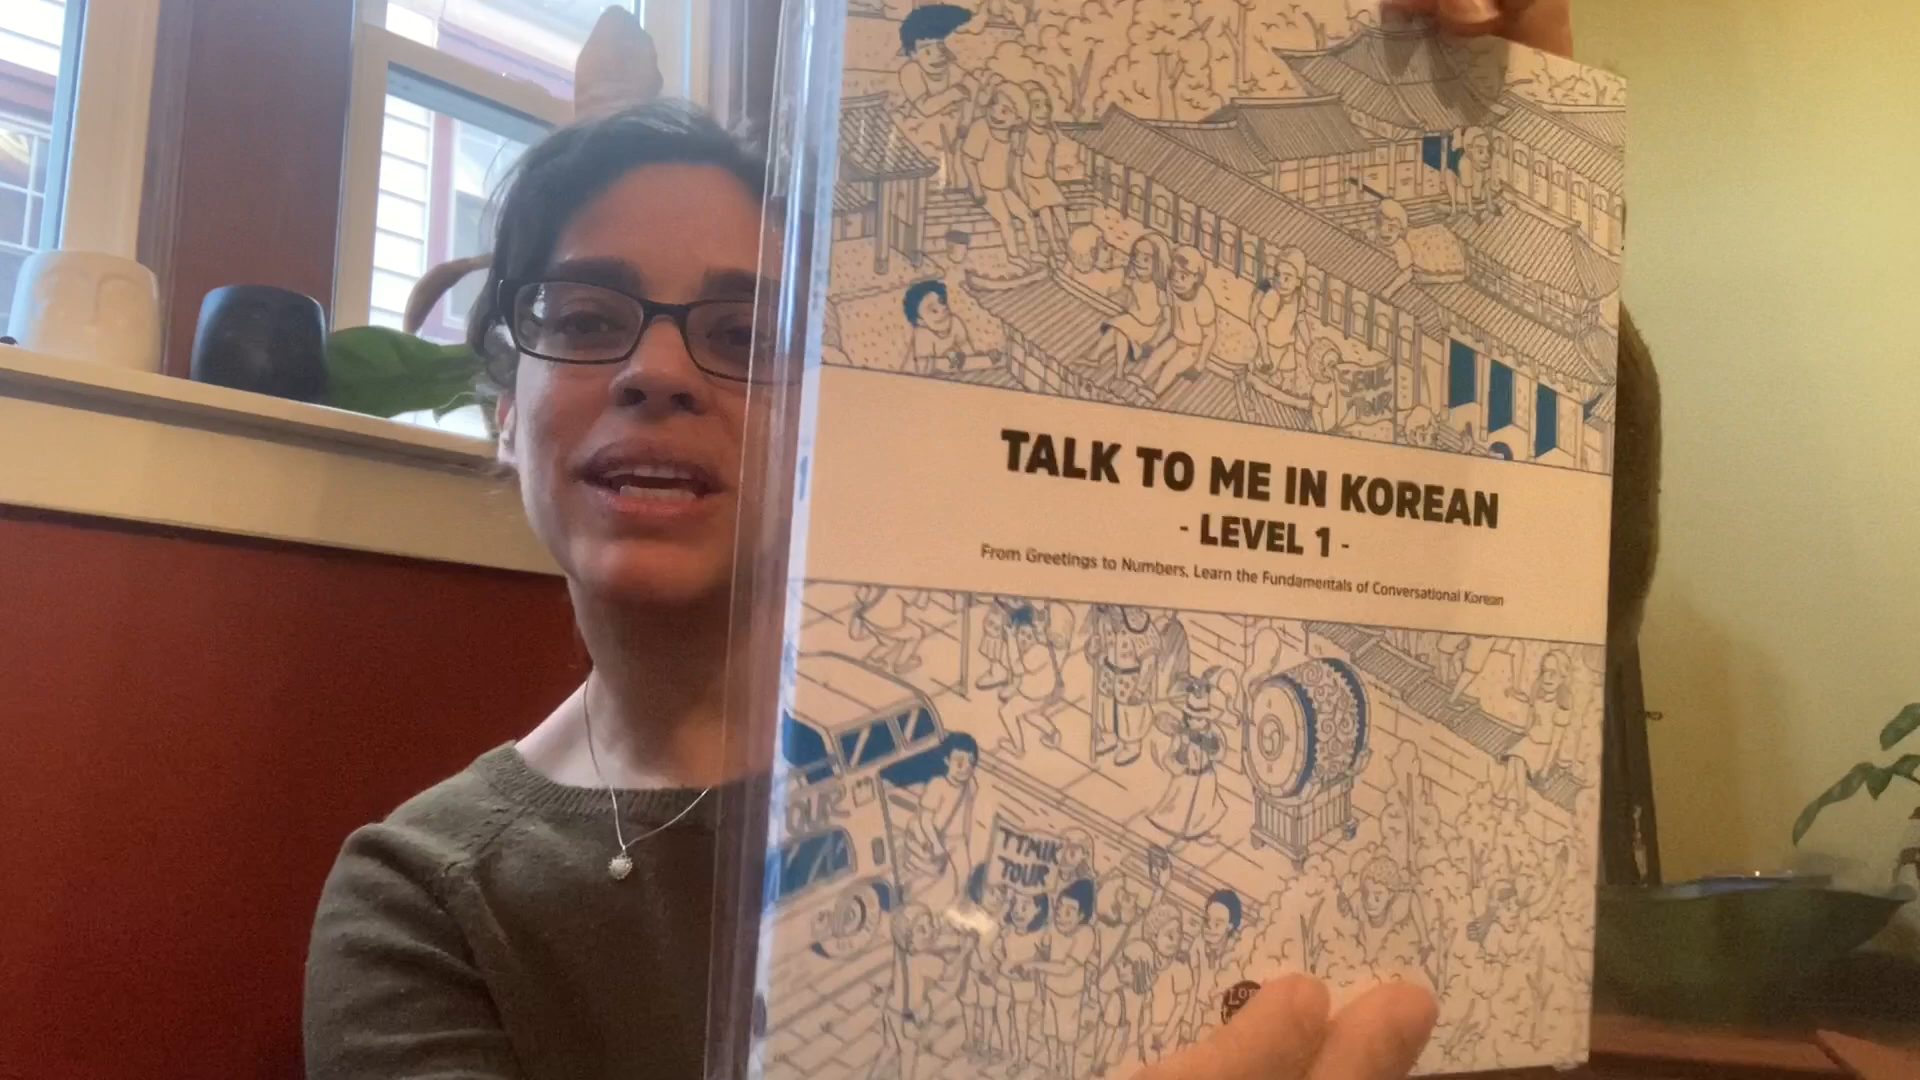 SEOUL
TOUR
TALK TO ME IN KOREAN
- LEVEL 1 -
From Greetings to Numbers, Learn the Fundamentals of Conversational Korean
TTMIK
TOUR